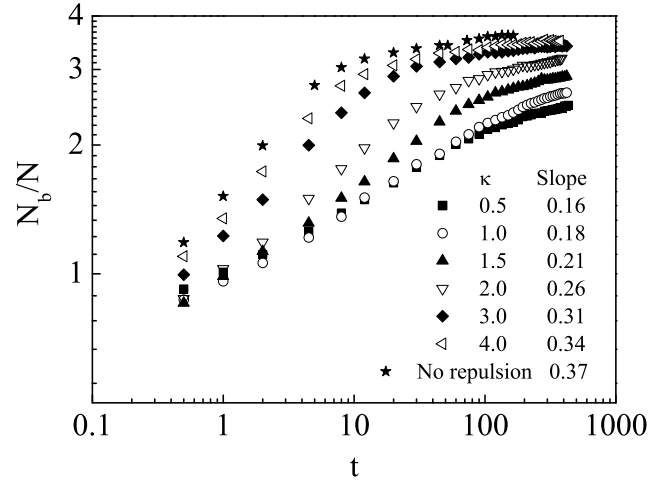 4
3
2
1
N_b/N
κ Slope
■ 0.5 0.16
○ 1.0 0.18
▲ 1.5 0.21
▽ 2.0 0.26
◆ 3.0 0.31
◁ 4.0 0.34
★ No repulsion 0.37
0.1 1 10 100 1000
t